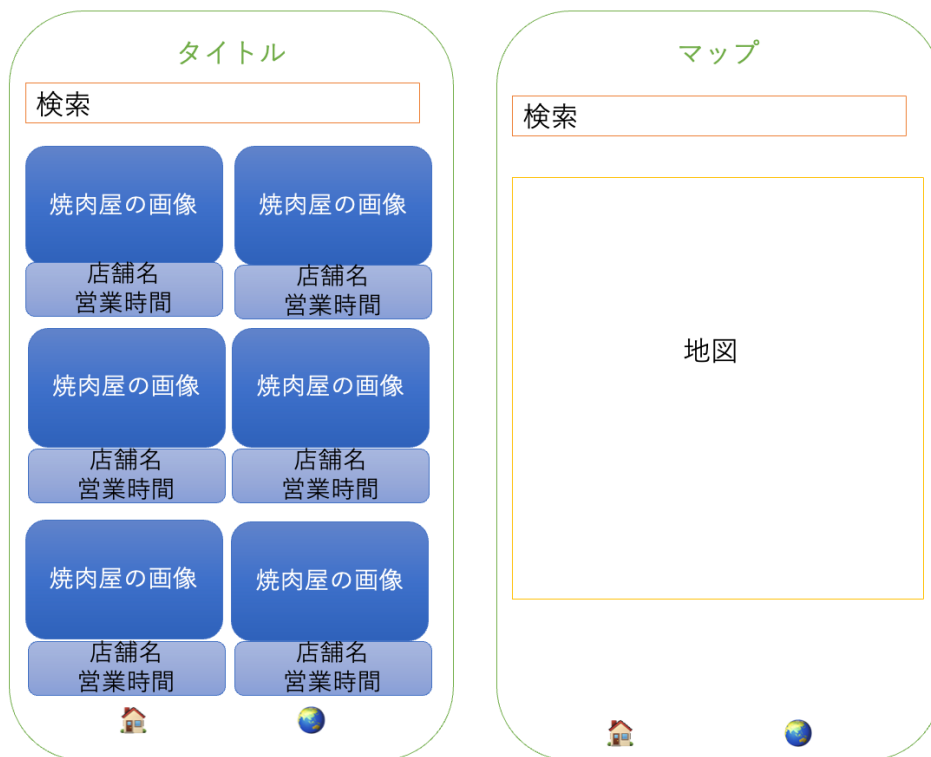 タイトル
検索
焼肉屋の画像
焼肉屋の画像
店舗名
営業時間
店舗名
営業時間
焼肉屋の画像
焼肉屋の画像
店舗名
営業時間
店舗名
営業時間
焼肉屋の画像
焼肉屋の画像
店舗名
営業時間
店舗名
営業時間
マップ
検索
地図